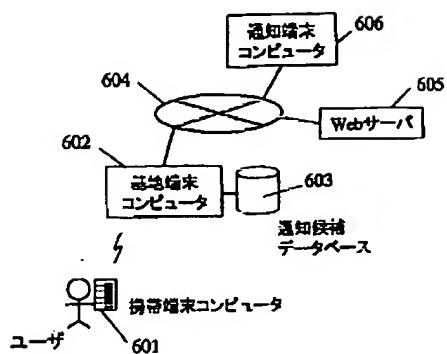 通知端末
コンピュータ
606
604
605
Webサーバ
602
基地端末
コンピュータ
603
通知候補
データベース
携帯端末コンピュータ
ユーザ
601